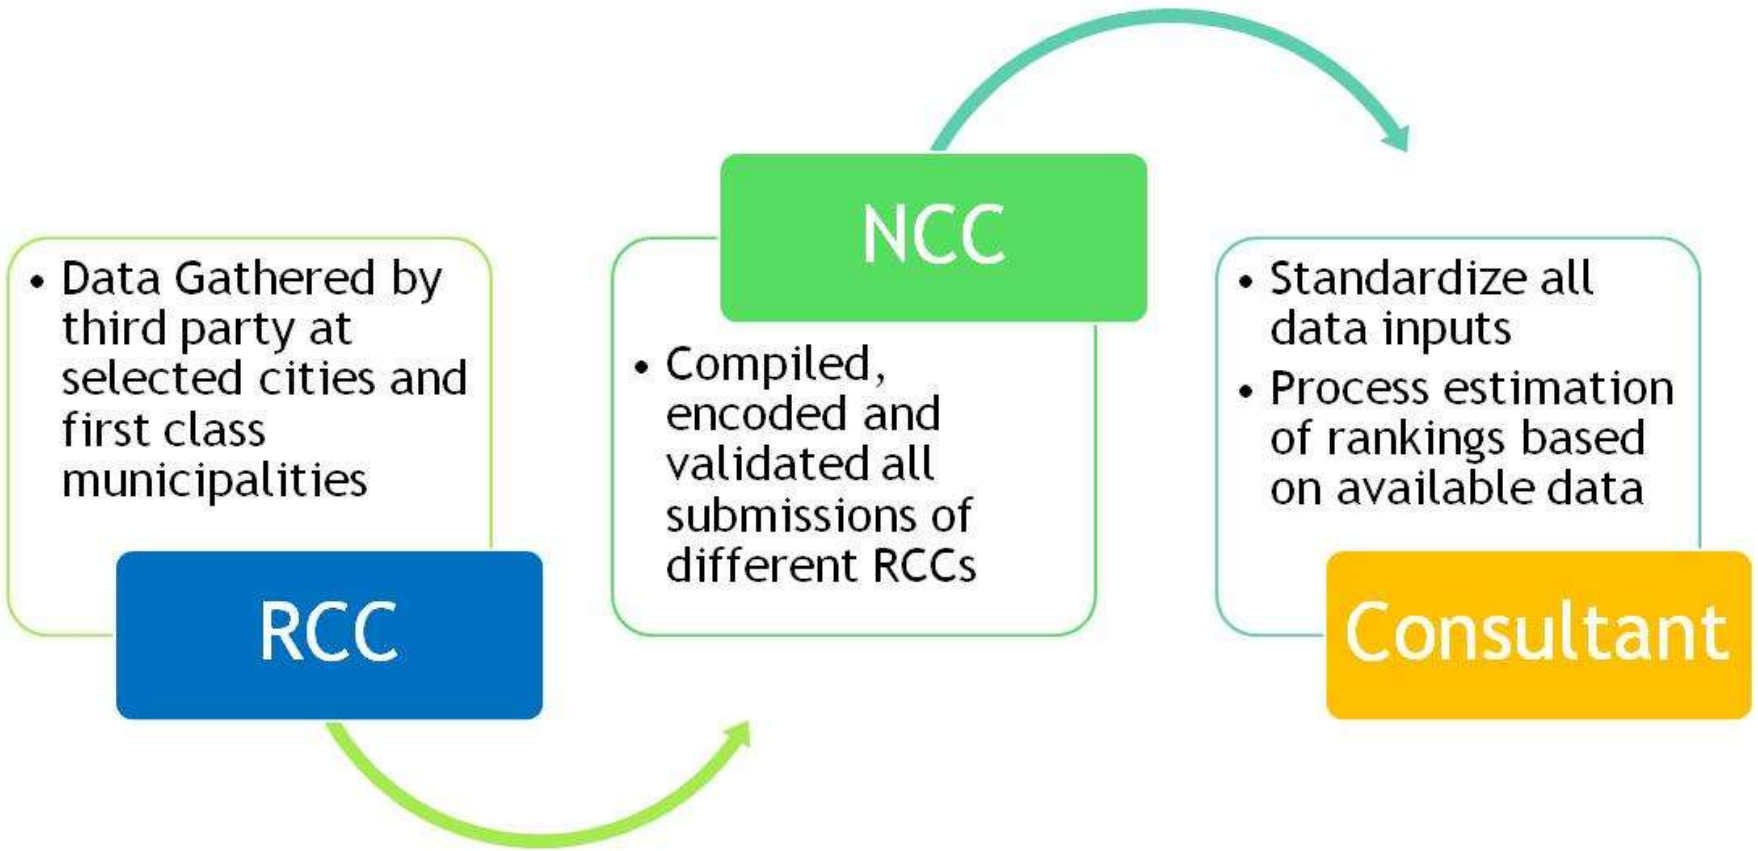 • Data Gathered by
third party at
selected cities and
first class
municipalities
RCC
NCC
• Compiled,
encoded and
validated all
submissions of
different RCCs
• Standardize all
data inputs
• Process estimation
of rankings based
on available data
Consultant